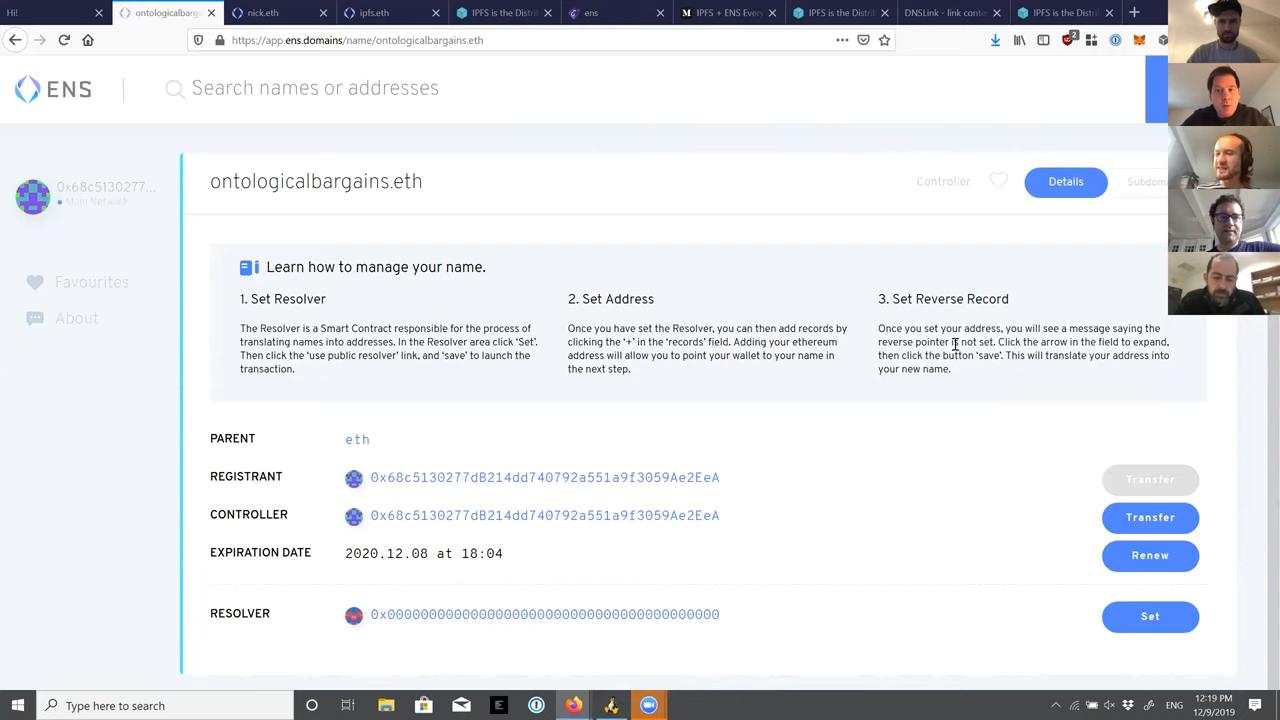 Hi!
ontologicalbarga
nick.eth
ipfs.eth
IPFS is the Distri
ens
IPFS + ENS Every
IPFS is the Distri
DNSLink - link conte
IPFS is the Distri
https://app.ens.domains/name/ontologicalbargains.eth
2
ENS
Search names or addresses
0x68c5130277...
Main Network
Favourites
About
ontologicalbargains.eth
Controller
Details
Subdom
Learn how to manage your name.
1. Set Resolver
The Resolver is a Smart Contract responsible for the process of
translating names into addresses. In the Resolver area click ‘Set’.
Then click the ‘use public resolver’ link, and ‘save’ to launch the
transaction.
2. Set Address
Once you have set the Resolver, you can then add records by
clicking the ‘+’ in the ‘records’ field. Adding your ethereum
address will allow you to point your wallet to your name in
the next step.
3. Set Reverse Record
Once you set your address, you will see a message saying the
reverse pointer is not set. Click the arrow in the field to expand,
then click the button ‘save’. This will translate your address into
your new name.
PARENT
eth
REGISTRANT
0x68c5130277dB214dd740792a551a9f3059Ae2EeA
Transfer
CONTROLLER
0x68c5130277dB214dd740792a551a9f3059Ae2EeA
Transfer
EXPIRATION DATE
2020.12.08 at 18:04
Renew
RESOLVER
0x0000000000000000000000000000000000000000
Set
Type here to search
ENG
12:19 PM
12/9/2019